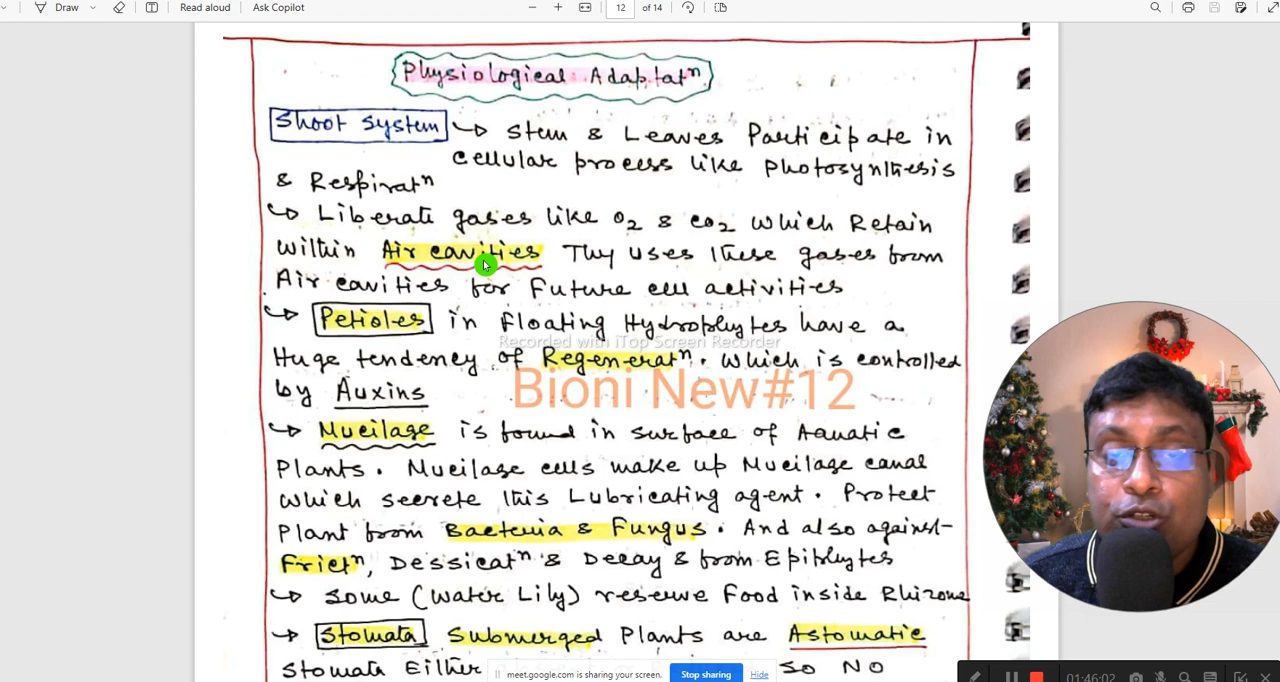 Draw
Read aloud
Ask Copilot
12 of 14
Physiological Adaptatn
Shoot System
Stem & Leaves Participate in
cellular process like Photosynthesis
& Respiratn
Liberate gases like O2 & CO2 which Retain
within Air cavities Thy uses these gases from
Air cavities for Future cell activities
Petioles in Floating Hydrophytes have a
Recorded with iTop Screen Recorder
Huge tendency of Regeneratn. Which is controlled
Bioni New#12
by Auxins
Mucilage is found in surface of Aquatic
Plants. Mucilage cells make up Mucilage canal
which secrete this Lubricating agent. Protect
Plant from Bacteria & Fungus. And also against
Frictn, Dessicatn & Decay & from Epiphytes
Some (Water Lily) reserve Food inside Rhizome
Stomata Submerged Plants are Astomatic
Stomata Either
so NO
meet.google.com is sharing your screen.
Stop sharing
Hide
01:46:02